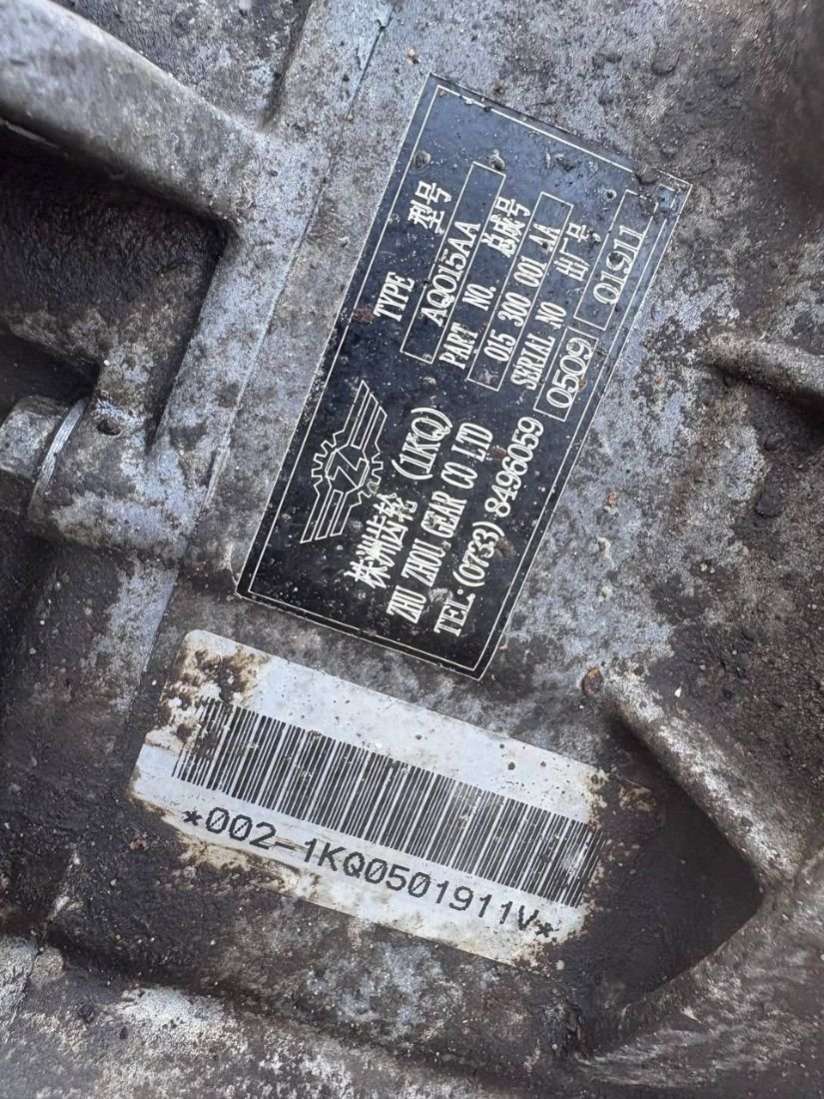 Z
株洲齿轮 (1KQ)
ZHU ZHOU GEAR CO LTD
TEL:(0733) 8496059
TYPE 型号
AQ015AA
PART NO. 总成号
015 300 001 AA
SERIAL NO 出厂号
0509 01911
*002-1KQ0501911V*